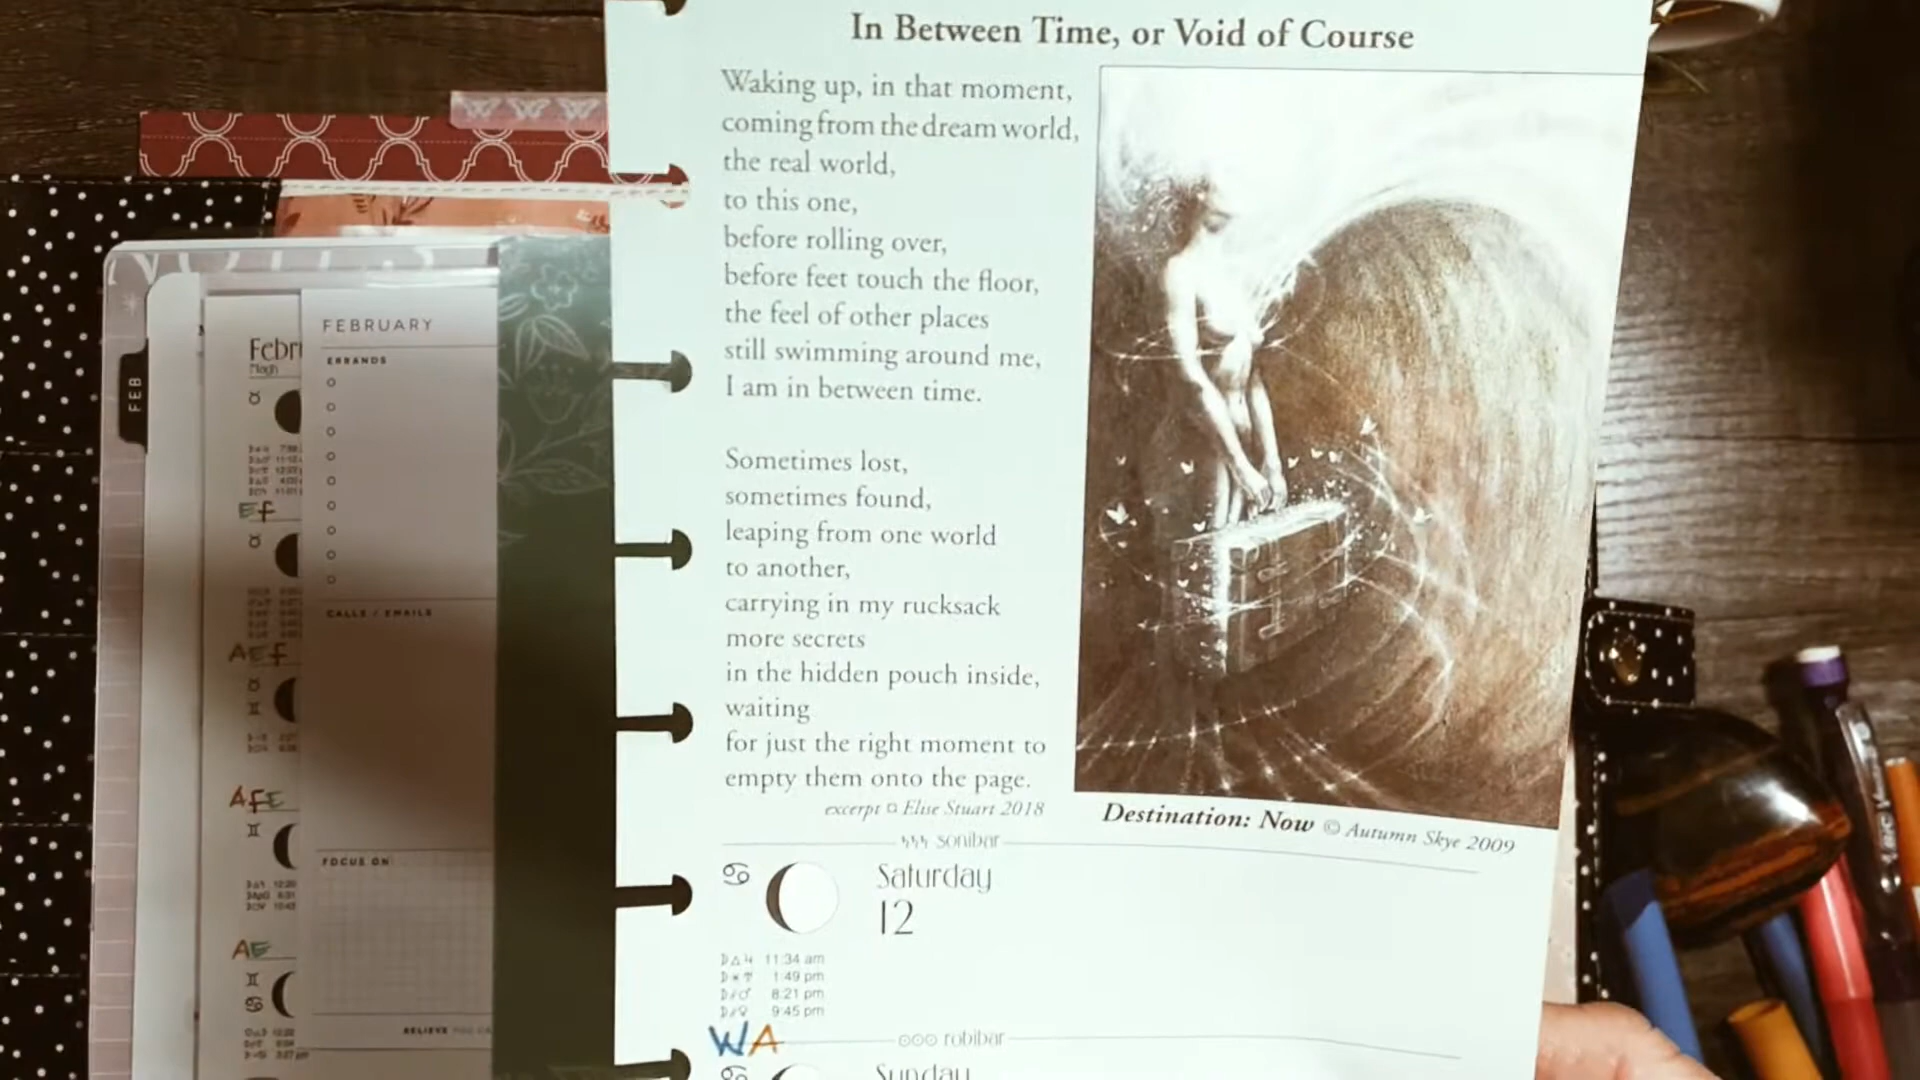 In Between Time, or Void of Course
Waking up, in that moment,
coming from the dream world,
the real world,
to this one,
before rolling over,
before feet touch the floor,
the feel of other places
still swimming around me,
I am in between time.
Sometimes lost,
sometimes found,
leaping from one world
to another,
carrying in my rucksack
more secrets
in the hidden pouch inside,
waiting
for just the right moment to
empty them onto the page.
excerpt ¤ Elise Stuart 2018
Destination: Now © Autumn Skye 2009
sonibar
Saturday
12
11:34 am
1:49 pm
8:21 pm
9:45 pm
WA
robibar
Sunday
FEB
Febru
Magh
EF
AEF
AFE
AE
FEBRUARY
ERRANDS
CALLS / EMAILS
FOCUS ON
BELIEVE